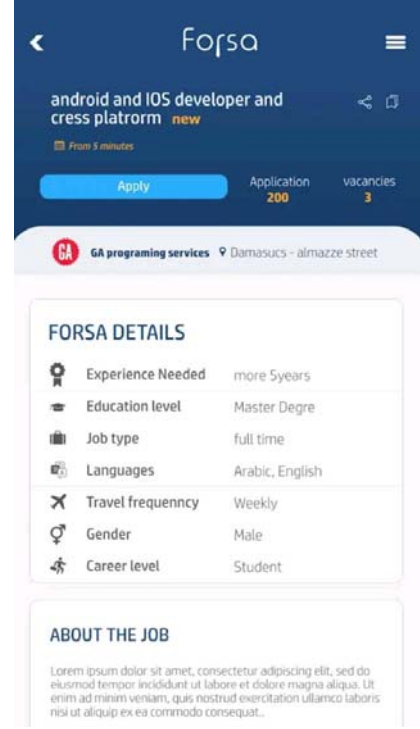 Forsa
android and IOS developer and
cress platrorm new
From 5 minutes
Apply
Application
200
vacancies
3
GA GA programing services Damasucs - almazze street
FORSA DETAILS
Experience Needed more 5years
Education level Master Degre
Job type full time
Languages Arabic, English
Travel frequenncy Weekly
Gender Male
Career level Student
ABOUT THE JOB
Lorem ipsum dolor sit amet, consectetur adipiscing elit, sed do
eiusmod tempor incididunt ut labore et dolore magna aliqua. Ut
enim ad minim veniam, quis nostrud exercitation ullamco laboris
nisi ut aliquip ex ea commodo consequat..